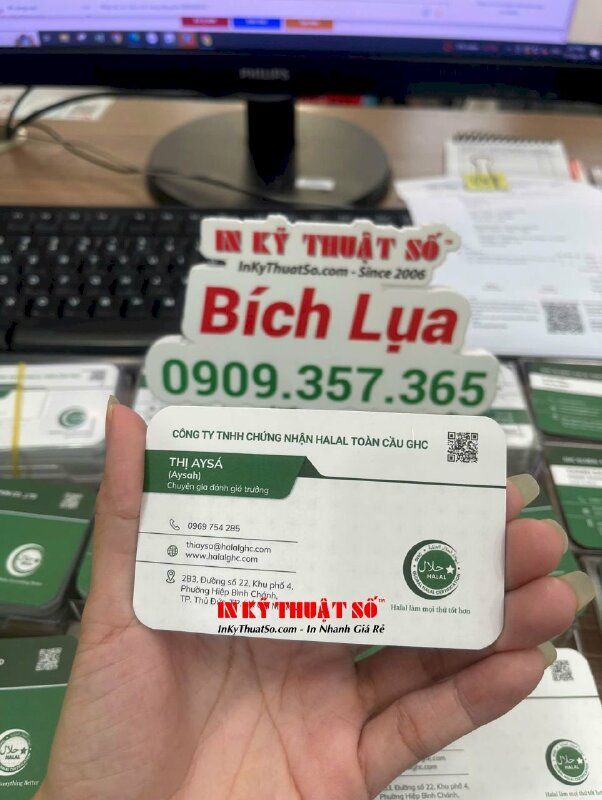 PHILIPS
IN KỸ THUẬT SỐ™
InKyThuatSo.com - Since 2006
Bích Lụa
0909.357.365
CÔNG TY TNHH CHỨNG NHẬN HALAL TOÀN CẦU GHC
THỊ AYSÁ
(Aysah)
Chuyên gia đánh giá trưởng
0969 754 285
thiaysa@halalghc.com
www.halalghc.com
2B3, Đường số 22, Khu phố 4,
Phường Hiệp Bình Chánh,
TP. Thủ Đức,
HALAL
Halal làm mọi thứ tốt hơn
IN KỸ THUẬT SỐ™
InKyThuatSo.com - In Nhanh Giá Rẻ